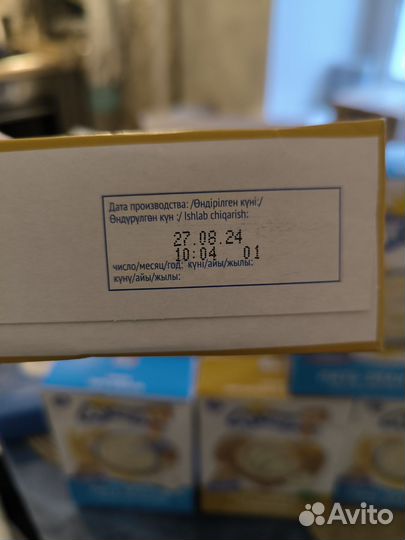 Дата производства: /Өндірілген күні:/
Өндүрүлгөн күн :/ Ishlab chiqarish:
27.08.24
10:04 01
число/месяц/год: күні/айы/жылы:
күнү/айы/жылы:
Avito